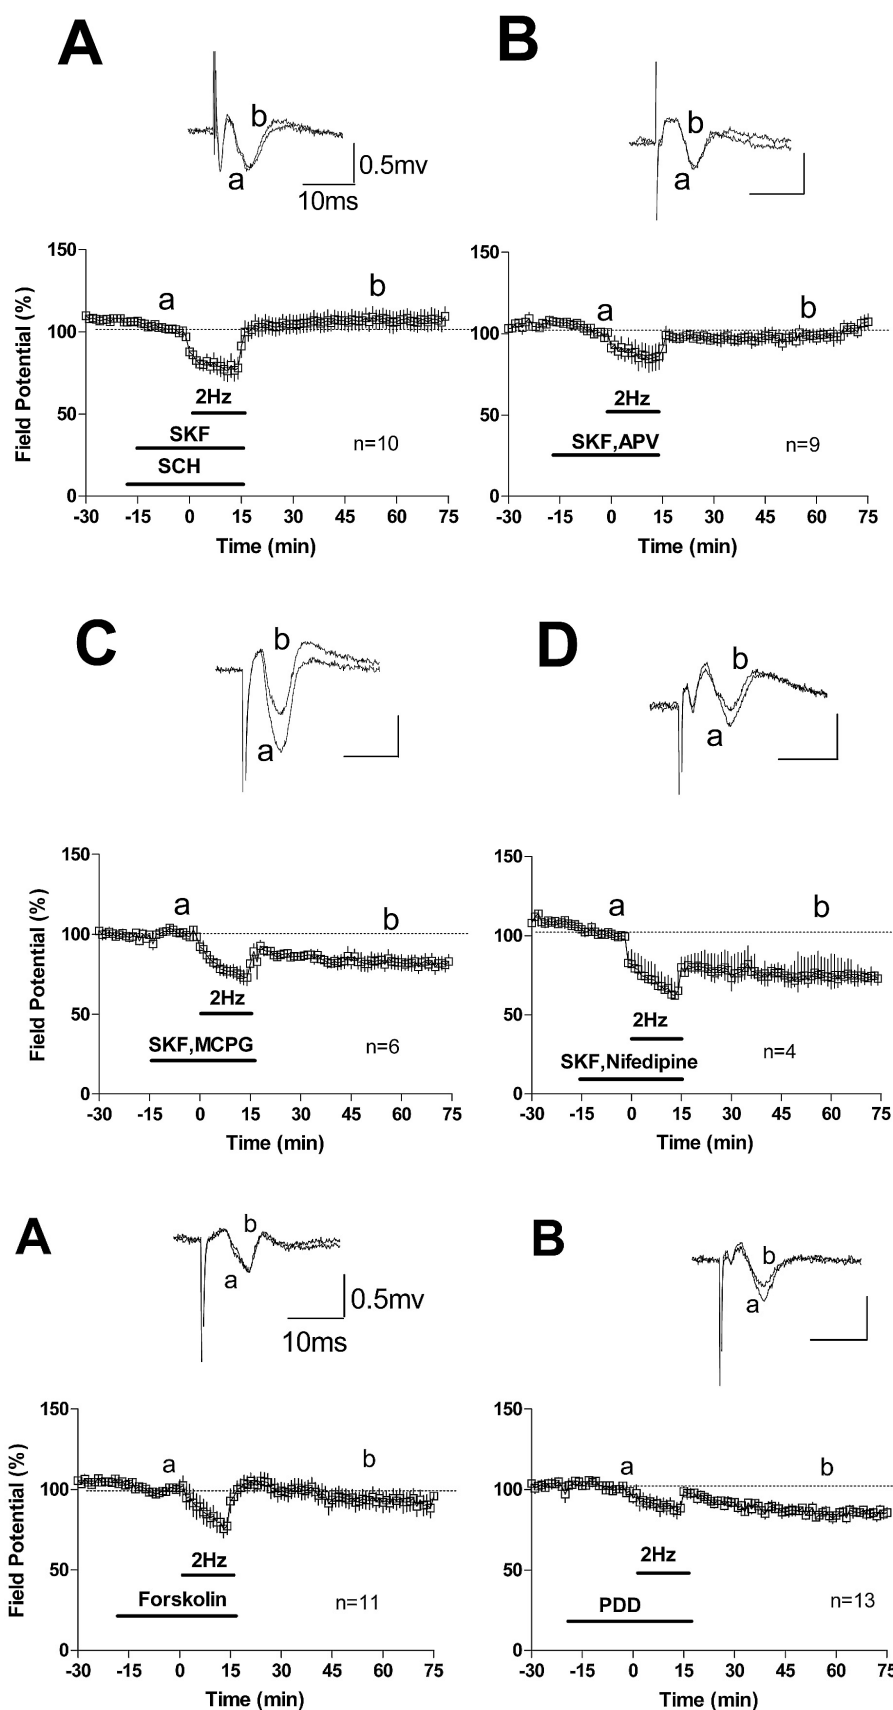 A
b
a
0.5mv
10ms
Field Potential (%)
150
100
50
0
a
b
2Hz
SKF
SCH
n=10
-30 -15 0 15 30 45 60 75
Time (min)
B
b
a
150
100
50
0
a
b
2Hz
SKF,APV
n=9
-30 -15 0 15 30 45 60 75
Time (min)
C
b
a
Field Potential (%)
150
100
50
0
a
b
2Hz
SKF,MCPG
n=6
-30 -15 0 15 30 45 60 75
Time (min)
D
b
a
150
100
50
0
a
b
2Hz
SKF,Nifedipine
n=4
-30 -15 0 15 30 45 60 75
Time (min)
A
b
a
0.5mv
10ms
Field Potential (%)
150
100
50
0
a
b
2Hz
Forskolin
n=11
-30 -15 0 15 30 45 60 75
Time (min)
B
b
a
150
100
50
0
a
b
2Hz
PDD
n=13
-30 -15 0 15 30 45 60 75
Time (min)